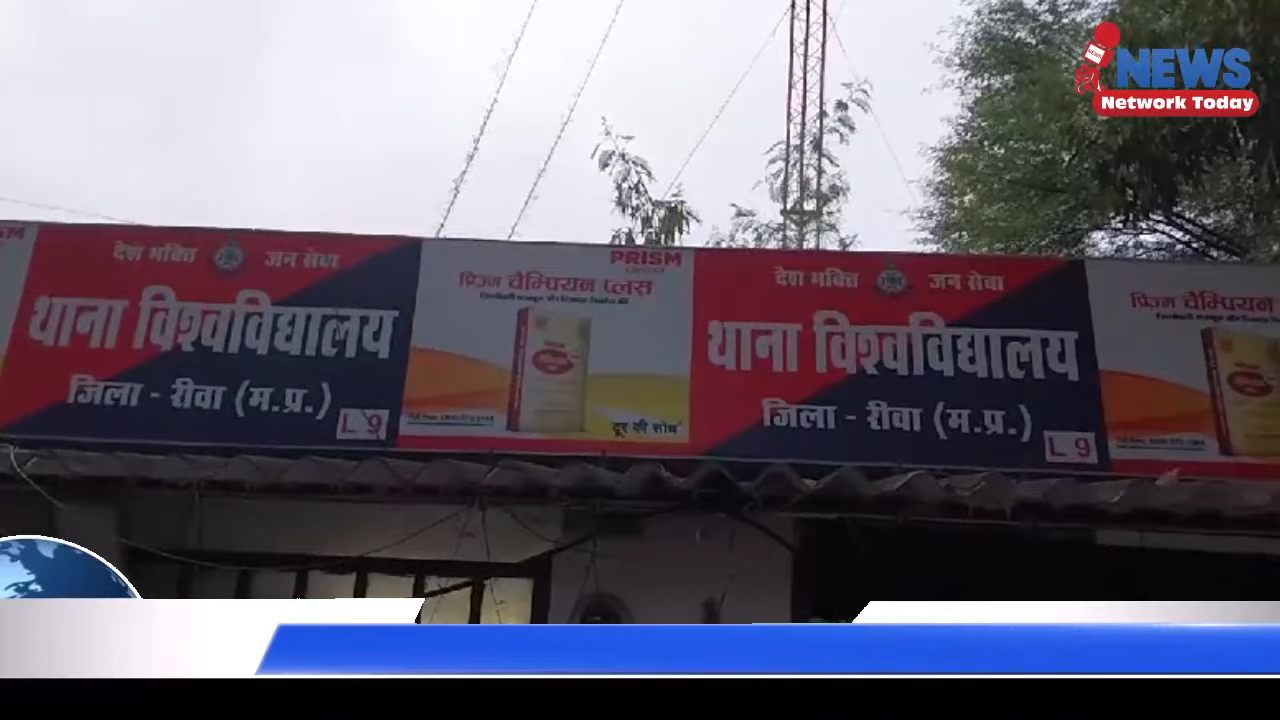 NEWS
Network Today
देश भक्ति जन सेवा
थाना विश्वविद्यालय
जिला - रीवा (म.प्र.)
L 9
PRISM
प्रिज्म चैम्पियन प्लस
दूर की सोच
देश भक्ति जन सेवा
थाना विश्वविद्यालय
जिला - रीवा (म.प्र.)
L 9
प्रिज्म चैम्पियन